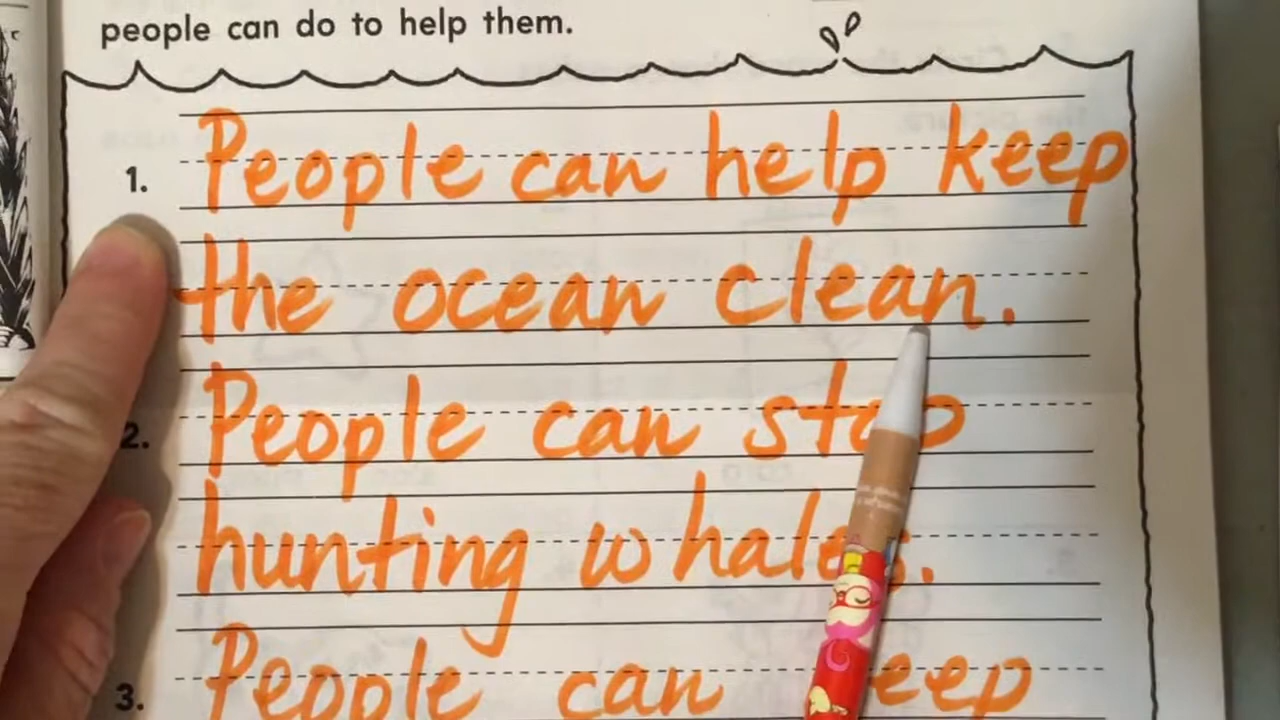 people can do to help them.
1. People can help keep
the ocean clean.
2. People can stop
hunting whales.
3. People can keep